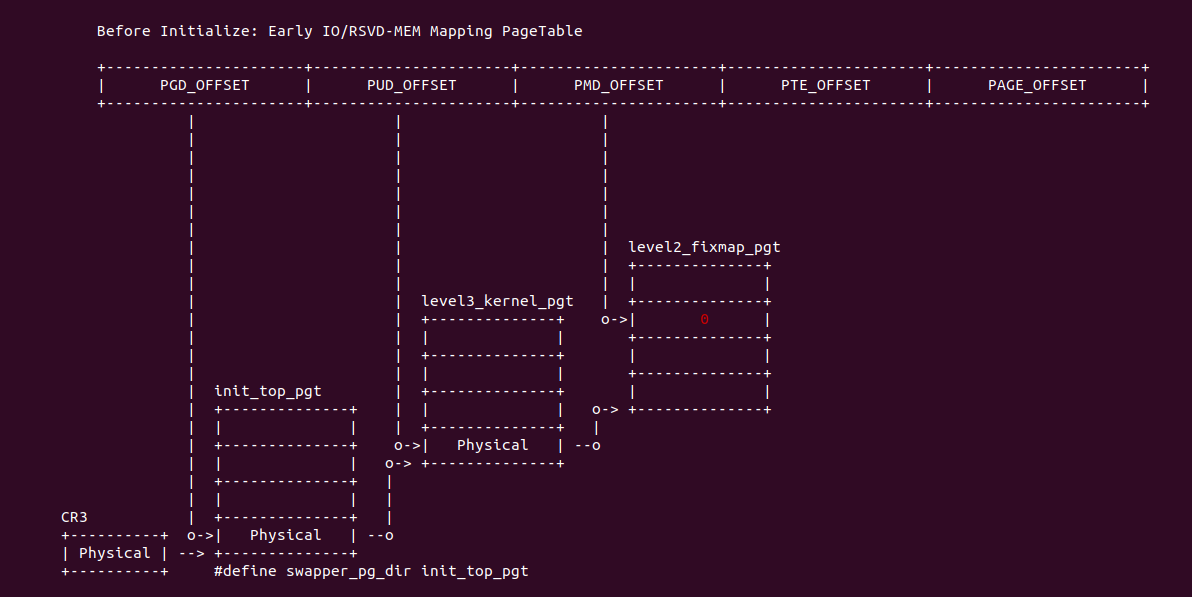 Before Initialize: Early IO/RSVD-MEM Mapping PageTable
PGD_OFFSET PUD_OFFSET PMD_OFFSET PTE_OFFSET PAGE_OFFSET
level2_fixmap_pgt
level3_kernel_pgt
0
init_top_pgt
Physical
CR3
Physical
Physical
#define swapper_pg_dir init_top_pgt